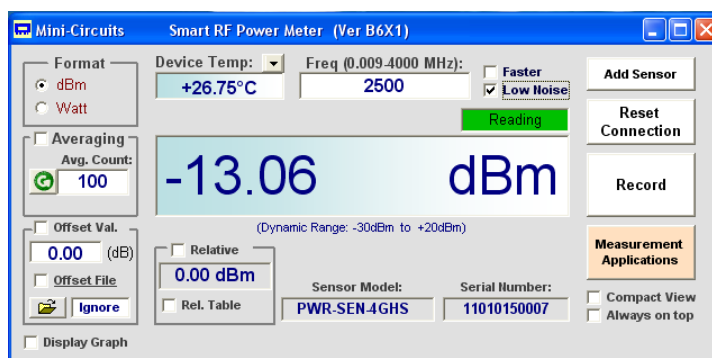 Mini-Circuits Smart RF Power Meter (Ver B6X1)
Format
dBm
Watt
Device Temp:
+26.75°C
Freq (0.009-4000 MHz):
2500
Faster
Low Noise
Reading
Add Sensor
Reset
Connection
Record
Measurement
Applications
Averaging
Avg. Count:
100
-13.06 dBm
(Dynamic Range: -30dBm to +20dBm)
Offset Val.
0.00 (dB)
Offset File
Ignore
Relative
0.00 dBm
Rel. Table
Sensor Model:
PWR-SEN-4GHS
Serial Number:
11010150007
Compact View
Always on top
Display Graph